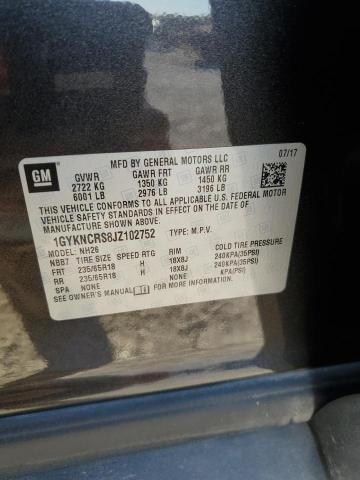 GM
MFD BY GENERAL MOTORS LLC
07/17
GVWR GAWR FRT GAWR RR
2722 KG 1350 KG 1450 KG
6001 LB 2976 LB 3196 LB
THIS VEHICLE CONFORMS TO ALL APPLICABLE U.S. FEDERAL MOTOR
VEHICLE SAFETY STANDARDS IN EFFECT ON THE DATE OF
MANUFACTURE SHOWN ABOVE.
1GYKNCRS8JZ102752 TYPE: M.P.V.
MODEL: NH26
NBB7 TIRE SIZE SPEED RTG RIM COLD TIRE PRESSURE
FRT 235/65R18 H 18X8J 240KPA(35PSI)
RR 235/65R18 H 18X8J 240KPA(35PSI)
SPA NONE NONE KPA(PSI)
SEE OWNER'S MANUAL FOR MORE INFORMATION.